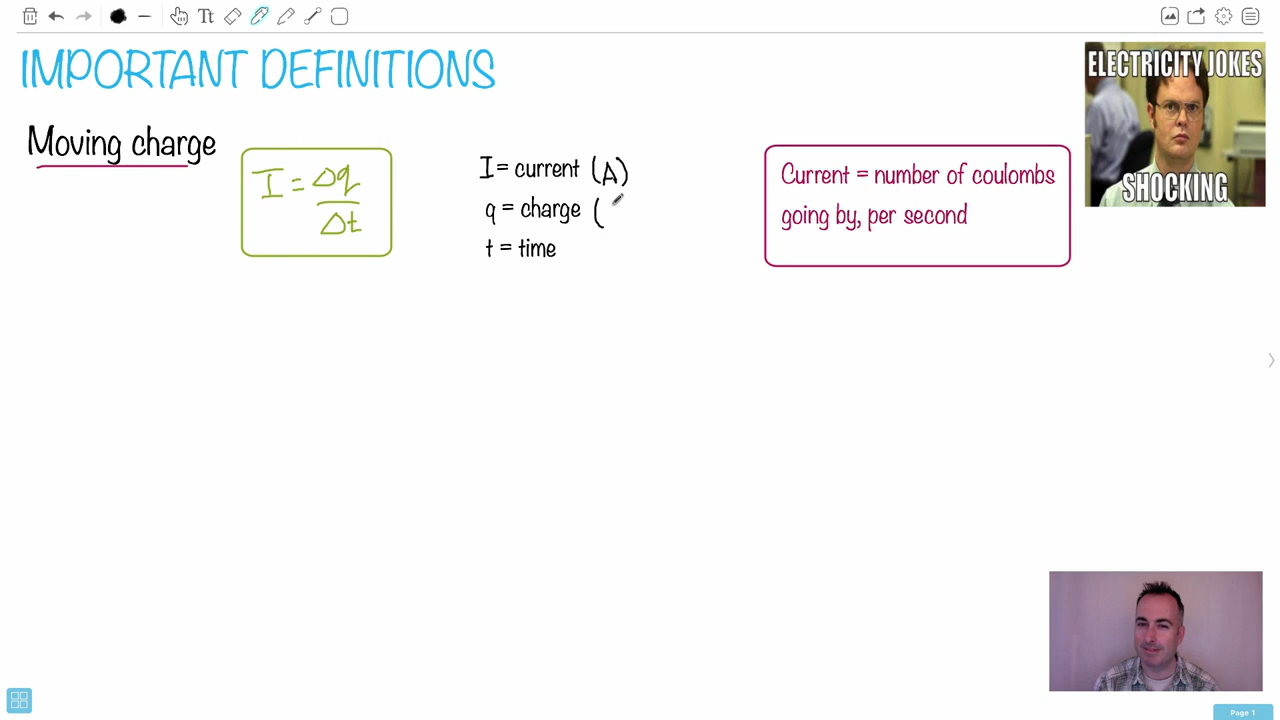 Tt
IMPORTANT DEFINITIONS
ELECTRICITY JOKES
SHOCKING
Moving charge
I = Δq
Δt
I = current (A)
q = charge (
t = time
Current = number of coulombs
going by, per second
Page 1